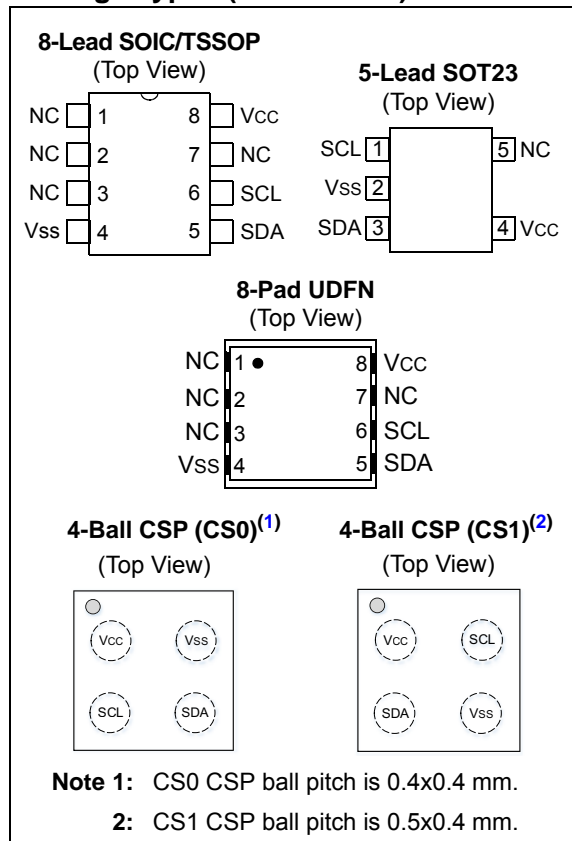 8-Lead SOIC/TSSOP
(Top View)
NC 1 8 VCC
NC 2 7 NC
NC 3 6 SCL
VSS 4 5 SDA
5-Lead SOT23
(Top View)
SCL 1 5 NC
VSS 2
SDA 3 4 VCC
8-Pad UDFN
(Top View)
NC 1 8 VCC
NC 2 7 NC
NC 3 6 SCL
VSS 4 5 SDA
4-Ball CSP (CS0)(1)
(Top View)
VCC VSS
SCL SDA
4-Ball CSP (CS1)(2)
(Top View)
VCC SCL
SDA VSS
Note 1: CS0 CSP ball pitch is 0.4x0.4 mm.
2: CS1 CSP ball pitch is 0.5x0.4 mm.